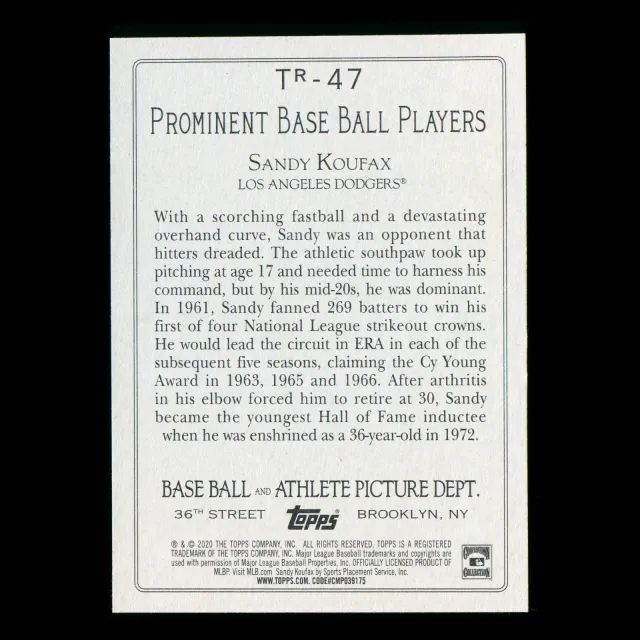 TR-47
PROMINENT BASE BALL PLAYERS
SANDY KOUFAX
LOS ANGELES DODGERS®
With a scorching fastball and a devastating
overhand curve, Sandy was an opponent that
hitters dreaded. The athletic southpaw took up
pitching at age 17 and needed time to harness his
command, but by his mid-20s, he was dominant.
In 1961, Sandy fanned 269 batters to win his
first of four National League strikeout crowns.
He would lead the circuit in ERA in each of the
subsequent five seasons, claiming the Cy Young
Award in 1963, 1965 and 1966. After arthritis
in his elbow forced him to retire at 30, Sandy
became the youngest Hall of Fame inductee
when he was enshrined as a 36-year-old in 1972.
BASE BALL AND ATHLETE PICTURE DEPT.
36TH STREET topps BROOKLYN, NY
® & © 2020 THE TOPPS COMPANY, INC. ALL RIGHTS RESERVED. TOPPS IS A REGISTERED
TRADEMARK OF THE TOPPS COMPANY, INC. Major League Baseball trademarks and copyrights are
used with permission of Major League Baseball Properties, Inc. OFFICIALLY LICENSED PRODUCT OF
MLBP. Visit MLB.com Sandy Koufax by Sports Placement Service, Inc.
WWW.TOPPS.COM. CODE#CMP039175
COOPERSTOWN
COLLECTION